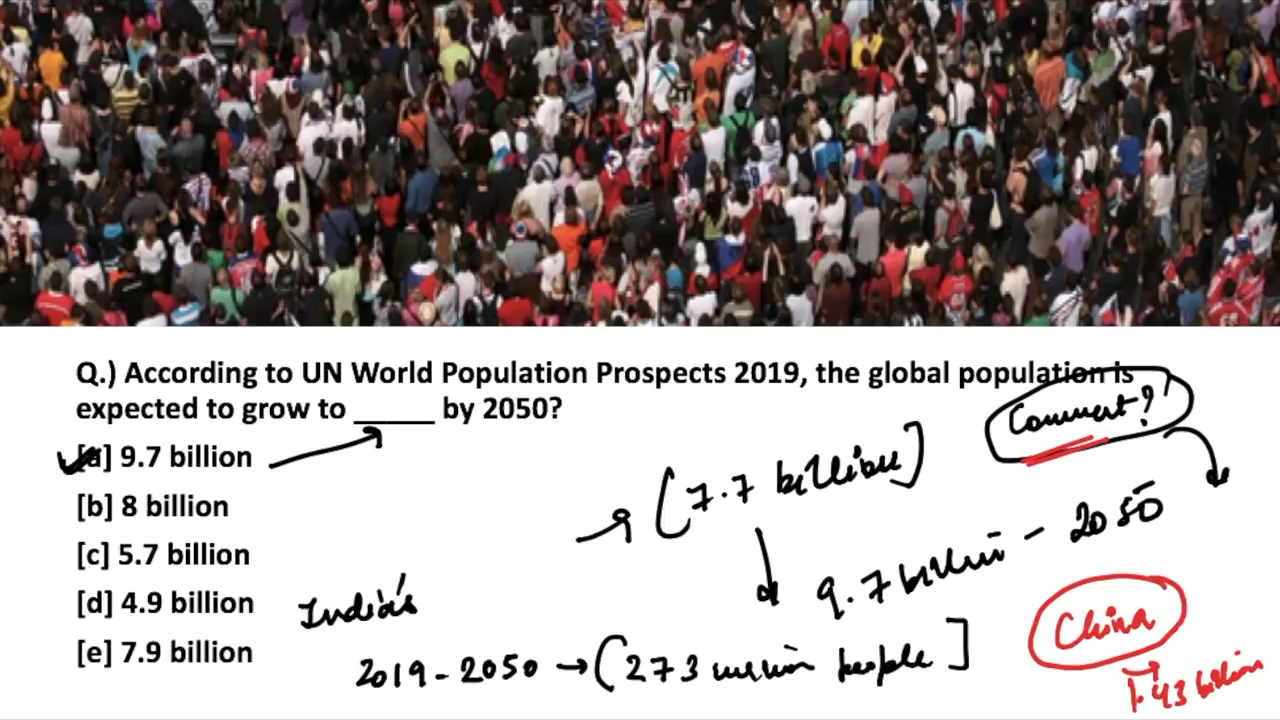 Q.) According to UN World Population Prospects 2019, the global population is
expected to grow to _____ by 2050?
[a] 9.7 billion
[b] 8 billion
[c] 5.7 billion
[d] 4.9 billion
[e] 7.9 billion
Comment?
[7.7 billion]
9.7 billion - 2050
India's
2019-2050 → [273 million people]
China
1.43 billion